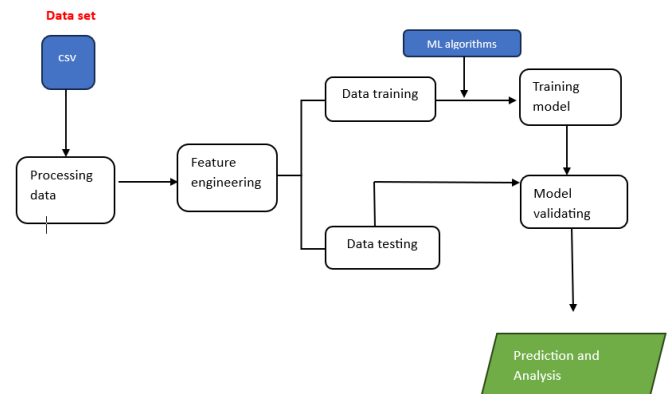 Data set
csv
ML algorithms
Data training
Training
model
Processing
data
Feature
engineering
Model
validating
Data testing
Prediction and
Analysis